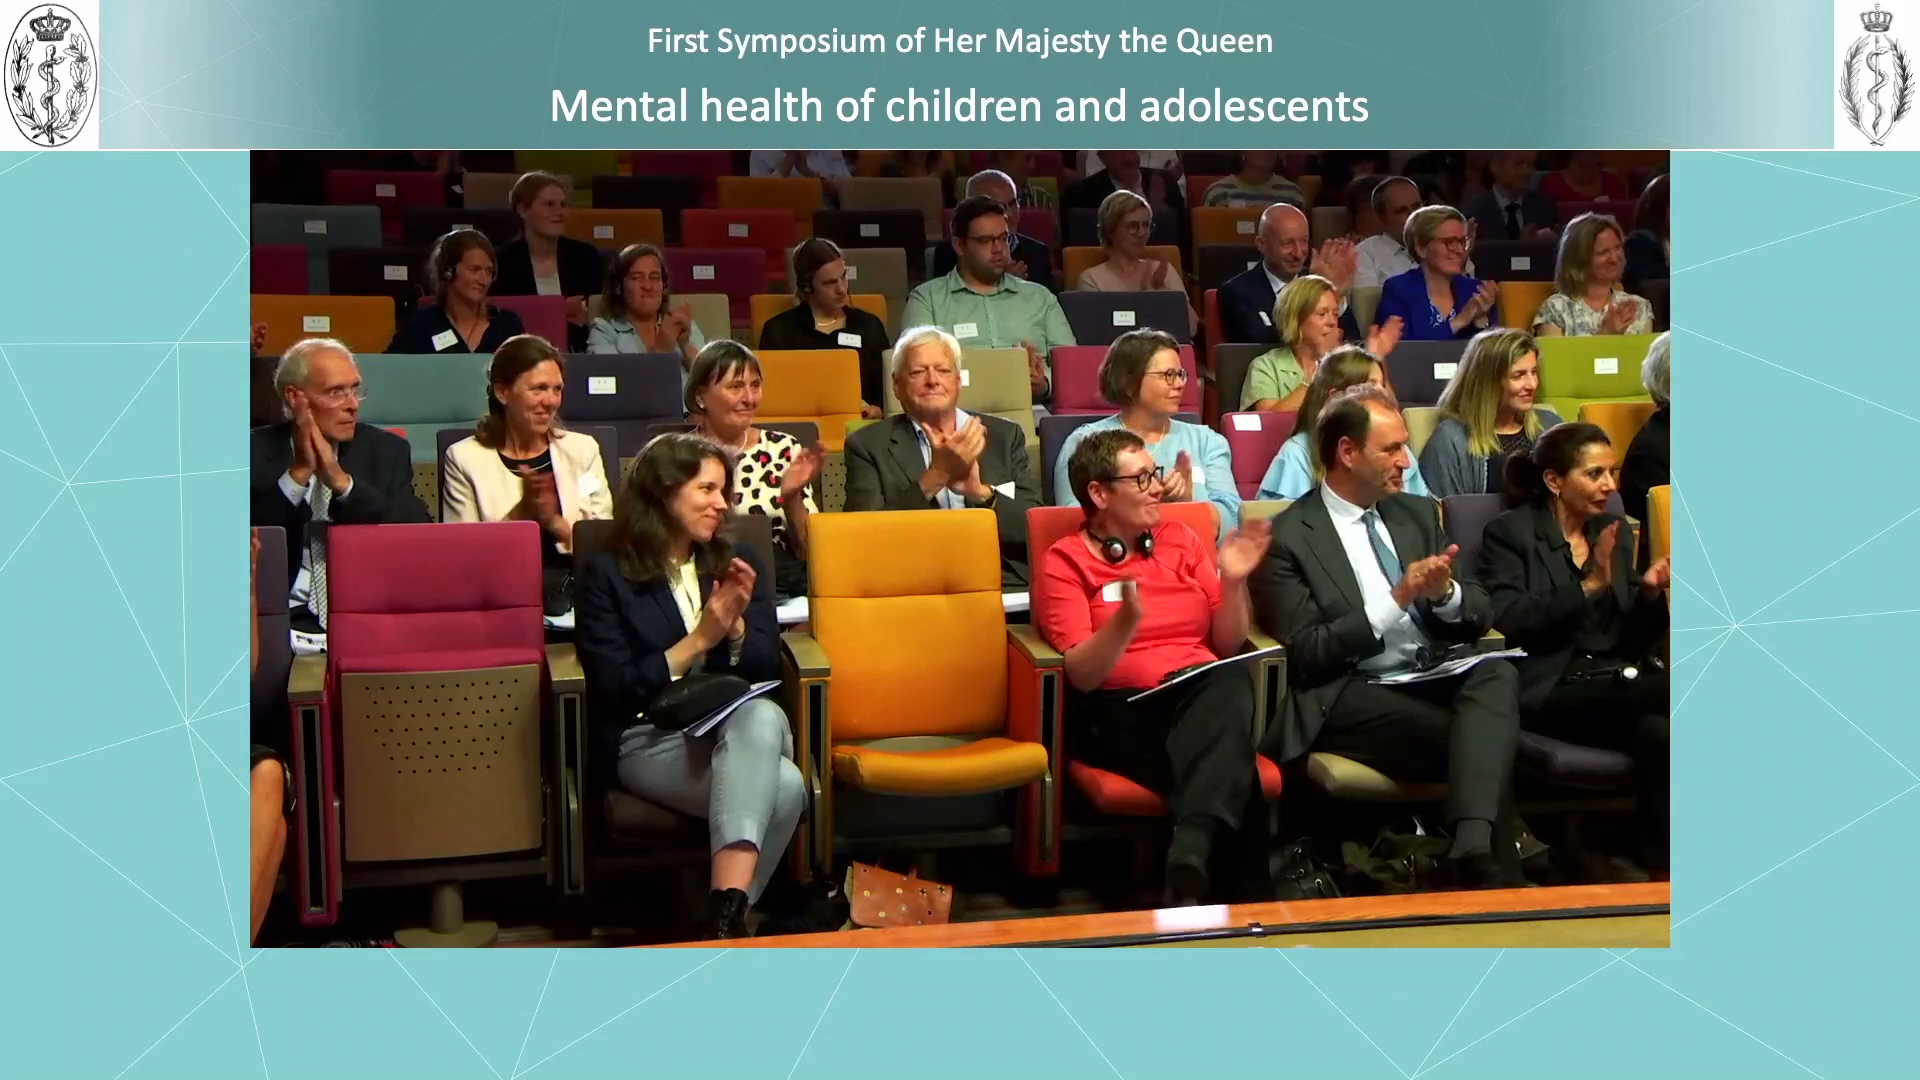 First Symposium of Her Majesty the Queen
Mental health of children and adolescents